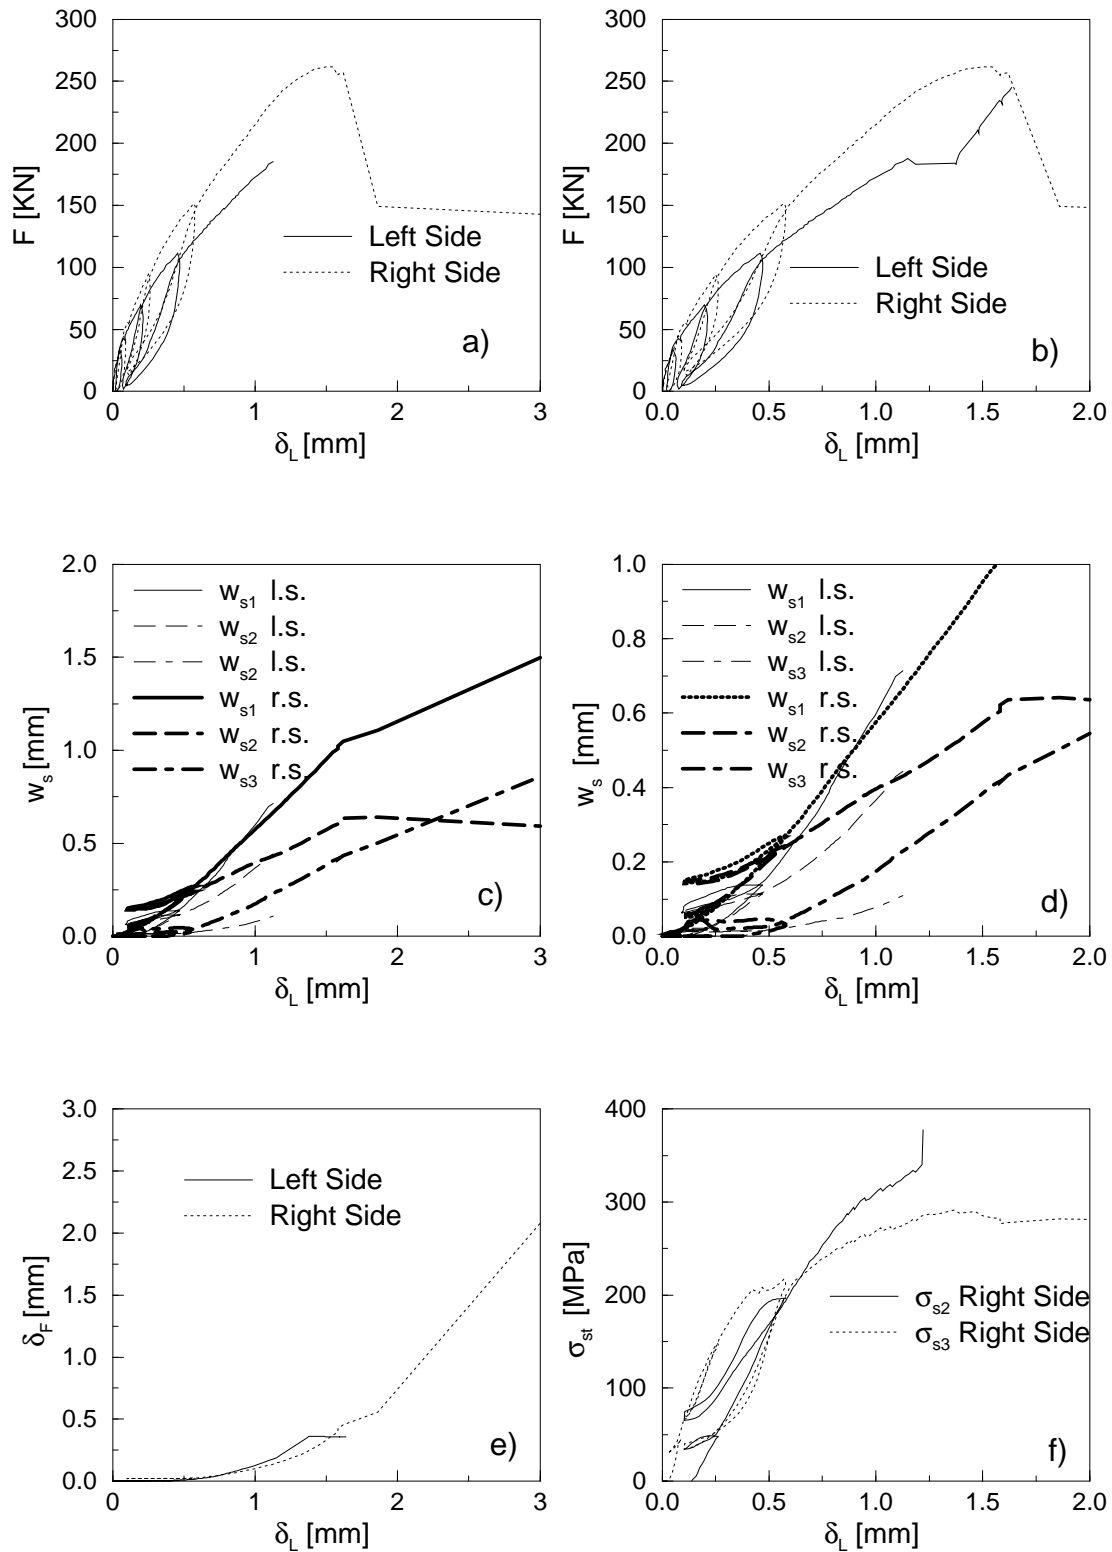 300
250
200
150
100
50
0
F [KN]
0
1
2
3
δL [mm]
Left Side
Right Side
a)
300
250
200
150
100
50
0
F [KN]
0.0
0.5
1.0
1.5
2.0
δL [mm]
Left Side
Right Side
b)
2.0
1.5
1.0
0.5
0.0
ws [mm]
0
1
2
3
δL [mm]
ws1 l.s.
ws2 l.s.
ws2 l.s.
ws1 r.s.
ws2 r.s.
ws3 r.s.
c)
1.0
0.8
0.6
0.4
0.2
0.0
ws [mm]
0.0
0.5
1.0
1.5
2.0
δL [mm]
ws1 l.s.
ws2 l.s.
ws3 l.s.
ws1 r.s.
ws2 r.s.
ws3 r.s.
d)
3.0
2.5
2.0
1.5
1.0
0.5
0.0
δF [mm]
0
1
2
3
δL [mm]
Left Side
Right Side
e)
400
300
200
100
0
σst [MPa]
0.0
0.5
1.0
1.5
2.0
δL [mm]
σs2 Right Side
σs3 Right Side
f)